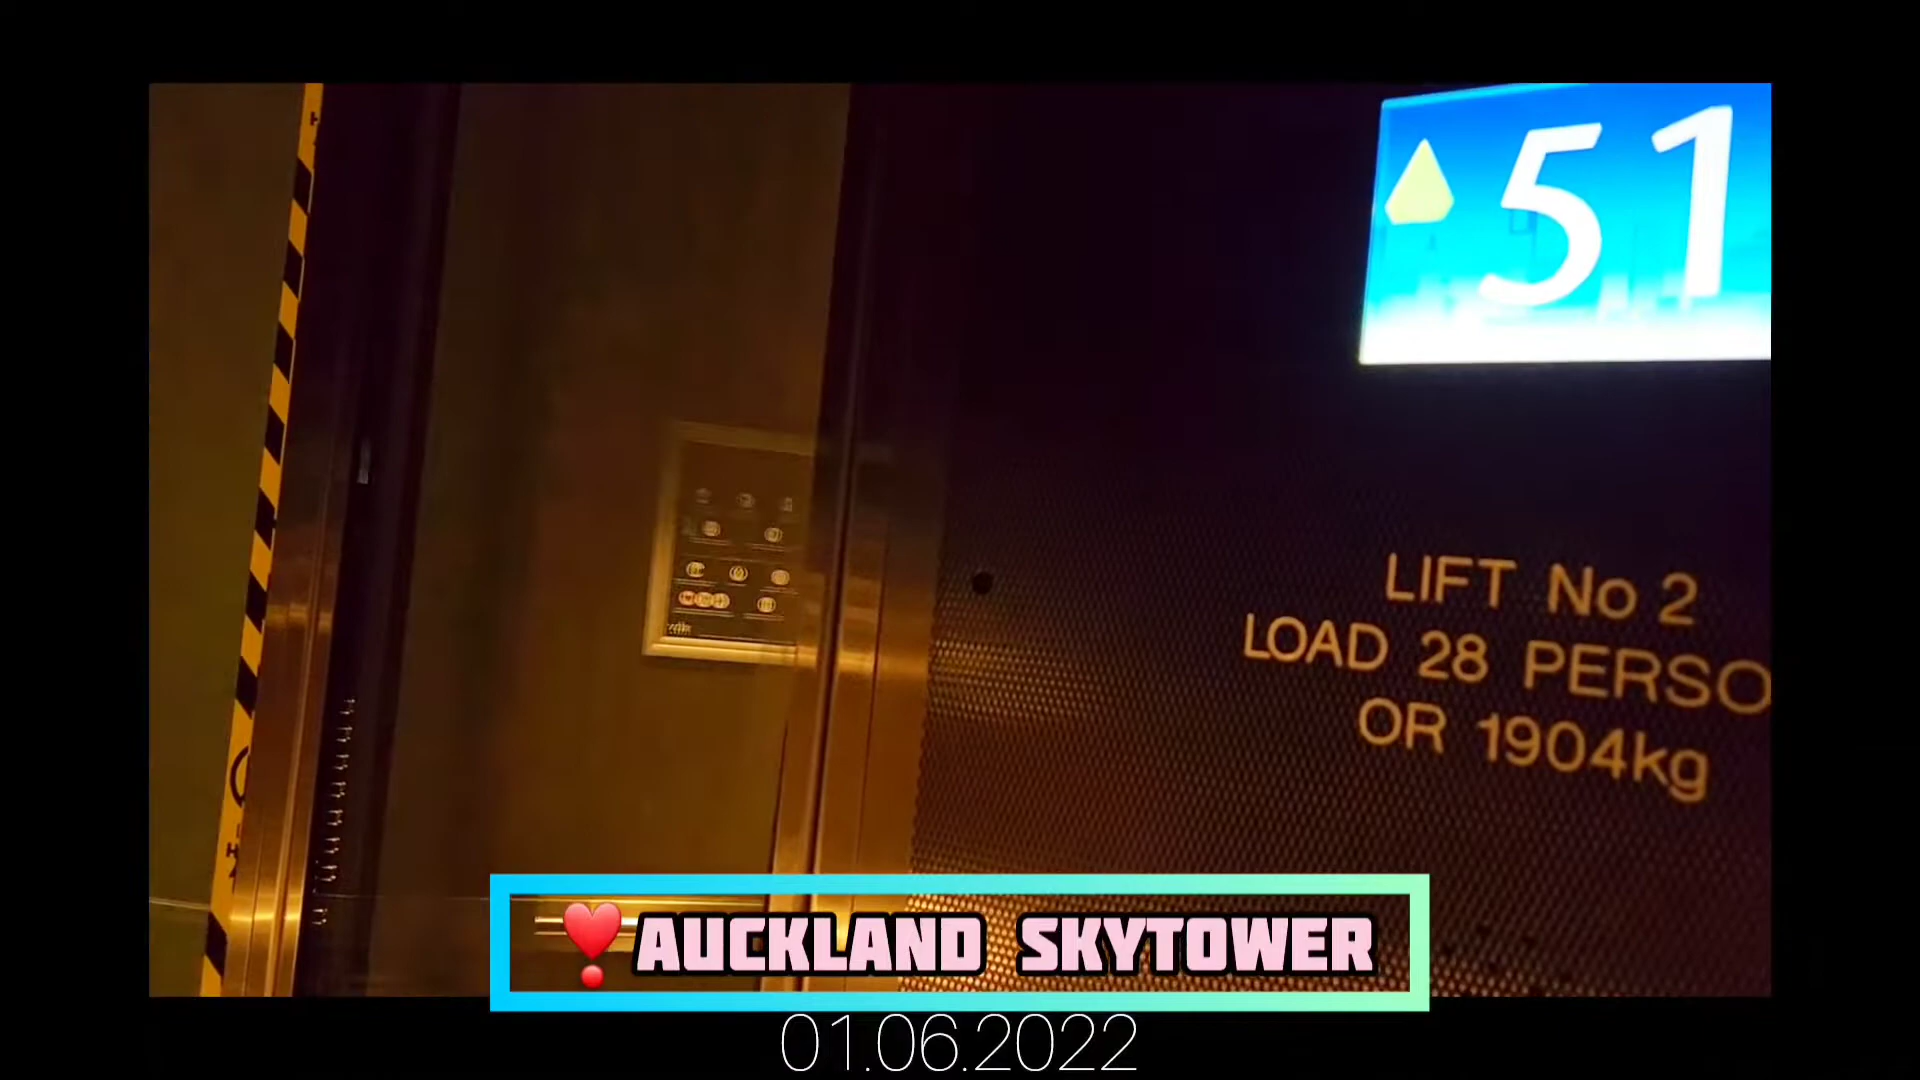 51
LIFT No 2
LOAD 28 PERSO
OR 1904kg
AUCKLAND SKYTOWER
01.06.2022